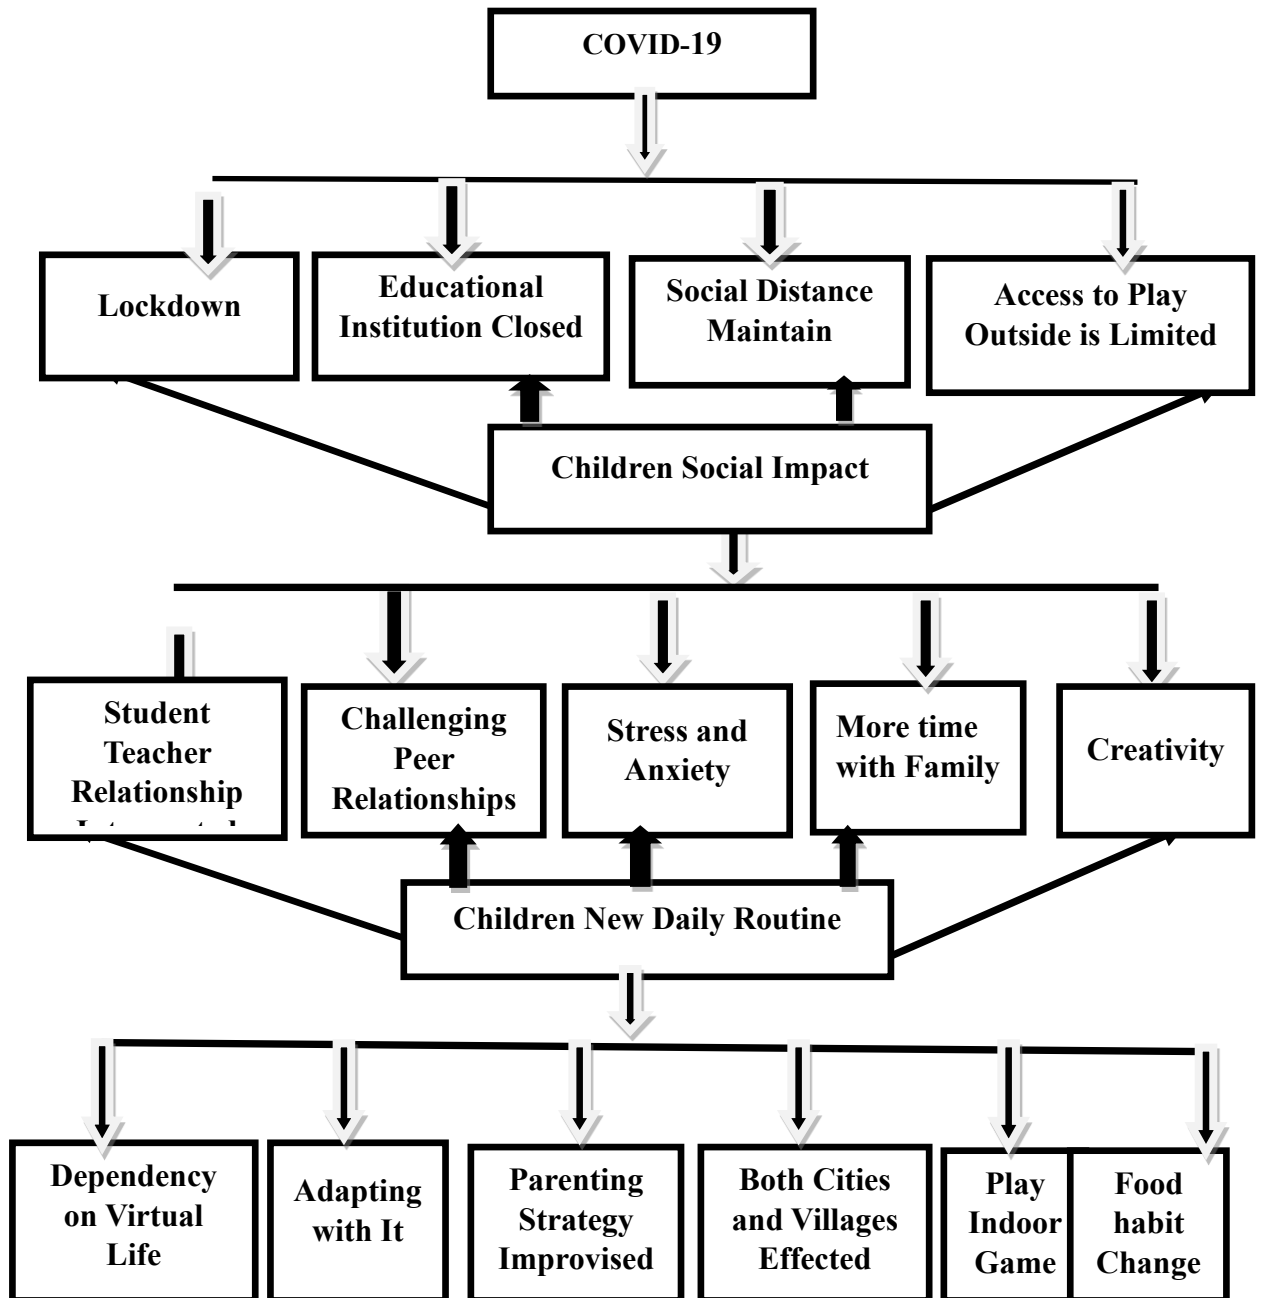 COVID-19
Lockdown
Educational
Institution Closed
Social Distance
Maintain
Access to Play
Outside is Limited
Children Social Impact
Student
Teacher
Relationship
Challenging
Peer
Relationships
Stress and
Anxiety
More time
with Family
Creativity
Children New Daily Routine
Dependency
on Virtual
Life
Adapting
with It
Parenting
Strategy
Improvised
Both Cities
and Villages
Effected
Play
Indoor
Game
Food
habit
Change